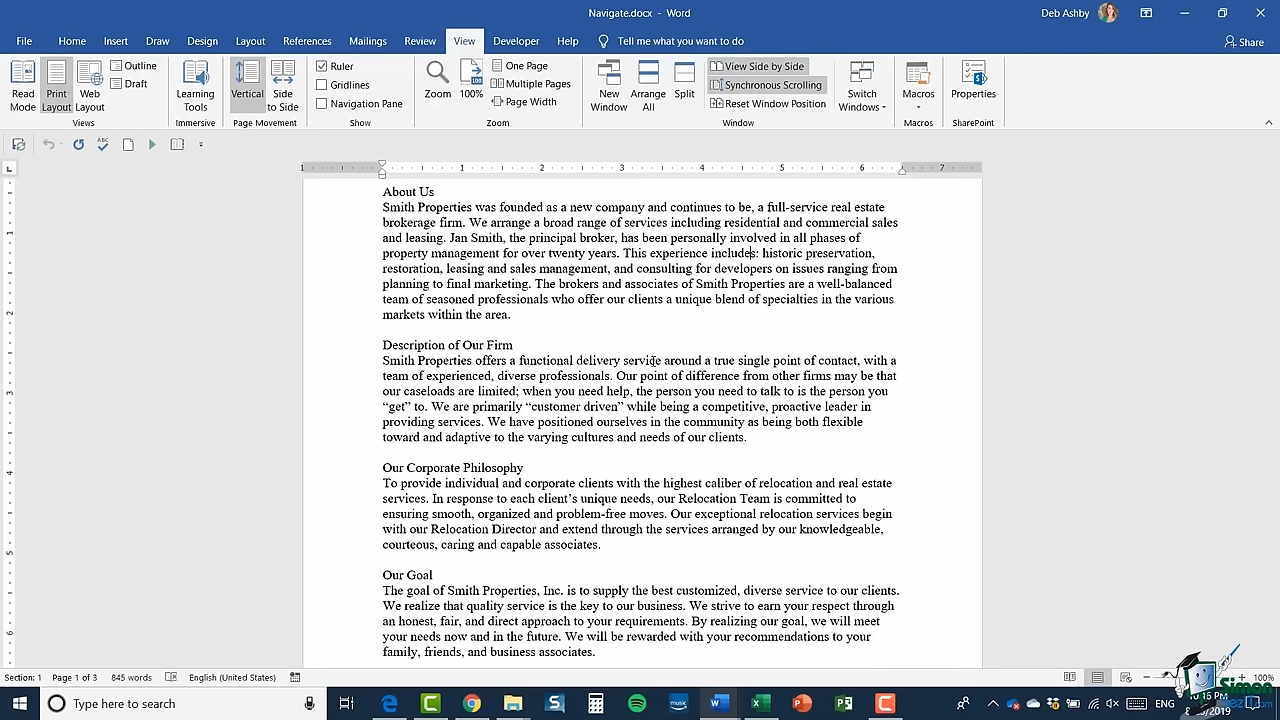 Navigate.docx - Word
Deb Ashby
File Home Insert Draw Design Layout References Mailings Review View Developer Help Tell me what you want to do
Share
Read Mode
Print Layout
Web Layout
Outline
Draft
Views
Learning Tools
Immersive
Vertical
Side to Side
Page Movement
Ruler
Gridlines
Navigation Pane
Show
Zoom
100%
One Page
Multiple Pages
Page Width
Zoom
New Window
Arrange All
Split
View Side by Side
Synchronous Scrolling
Reset Window Position
Window
Switch Windows
Macros
Macros
Properties
SharePoint
1 1 2 3 4 5 6 7
About Us
Smith Properties was founded as a new company and continues to be, a full-service real estate
brokerage firm. We arrange a broad range of services including residential and commercial sales
and leasing. Jan Smith, the principal broker, has been personally involved in all phases of
property management for over twenty years. This experience includes: historic preservation,
restoration, leasing and sales management, and consulting for developers on issues ranging from
planning to final marketing. The brokers and associates of Smith Properties are a well-balanced
team of seasoned professionals who offer our clients a unique blend of specialties in the various
markets within the area.
Description of Our Firm
Smith Properties offers a functional delivery service around a true single point of contact, with a
team of experienced, diverse professionals. Our point of difference from other firms may be that
our caseloads are limited; when you need help, the person you need to talk to is the person you
“get” to. We are primarily “customer driven” while being a competitive, proactive leader in
providing services. We have positioned ourselves in the community as being both flexible
toward and adaptive to the varying cultures and needs of our clients.
Our Corporate Philosophy
To provide individual and corporate clients with the highest caliber of relocation and real estate
services. In response to each client’s unique needs, our Relocation Team is committed to
ensuring smooth, organized and problem-free moves. Our exceptional relocation services begin
with our Relocation Director and extend through the services arranged by our knowledgeable,
courteous, caring and capable associates.
Our Goal
The goal of Smith Properties, Inc. is to supply the best customized, diverse service to our clients.
We realize that quality service is the key to our business. We strive to earn your respect through
an honest, fair, and direct approach to your requirements. By realizing our goal, we will meet
your needs now and in the future. We will be rewarded with your recommendations to your
family, friends, and business associates.
Section: 1 Page 1 of 3 845 words English (United States) 100%
Type here to search
music
ENG
Simon